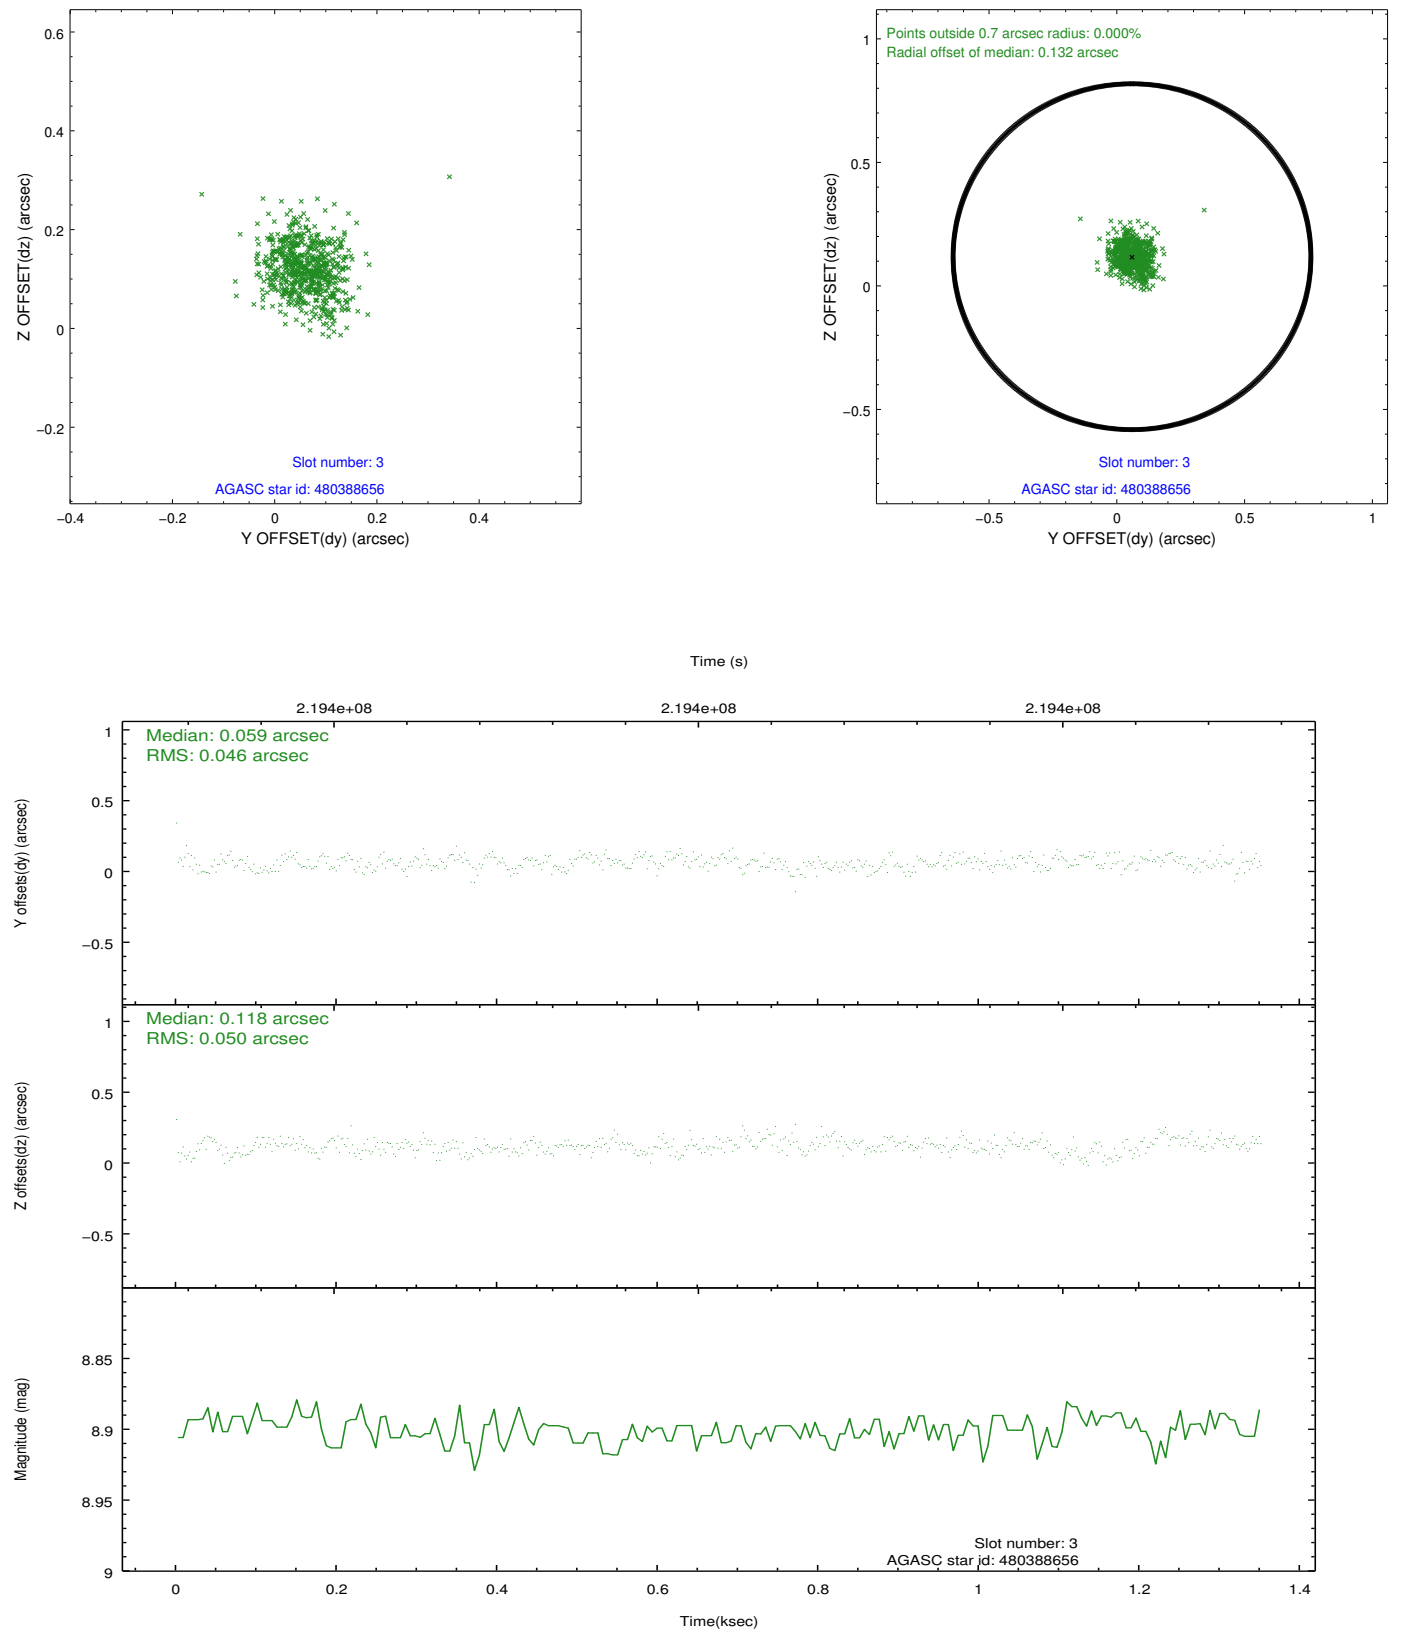 0.6
0.4
0.2
0
−0.2
−0.4
−0.2
0
0.2
0.4
Z OFFSET(dz) (arcsec)
Y OFFSET(dy) (arcsec)
Slot number: 3
AGASC star id: 480388656
Points outside 0.7 arcsec radius: 0.000%
Radial offset of median: 0.132 arcsec
1
0.5
0
−0.5
−0.5
0
0.5
1
Z OFFSET(dz) (arcsec)
Y OFFSET(dy) (arcsec)
Slot number: 3
AGASC star id: 480388656
Time (s)
2.194e+08
2.194e+08
2.194e+08
Median: 0.059 arcsec
RMS: 0.046 arcsec
1
0.5
0
−0.5
Y offsets(dy) (arcsec)
Median: 0.118 arcsec
RMS: 0.050 arcsec
1
0.5
0
−0.5
Z offsets(dz) (arcsec)
8.85
8.9
8.95
9
Magnitude (mag)
Slot number: 3
AGASC star id: 480388656
0
0.2
0.4
0.6
0.8
1
1.2
1.4
Time(ksec)